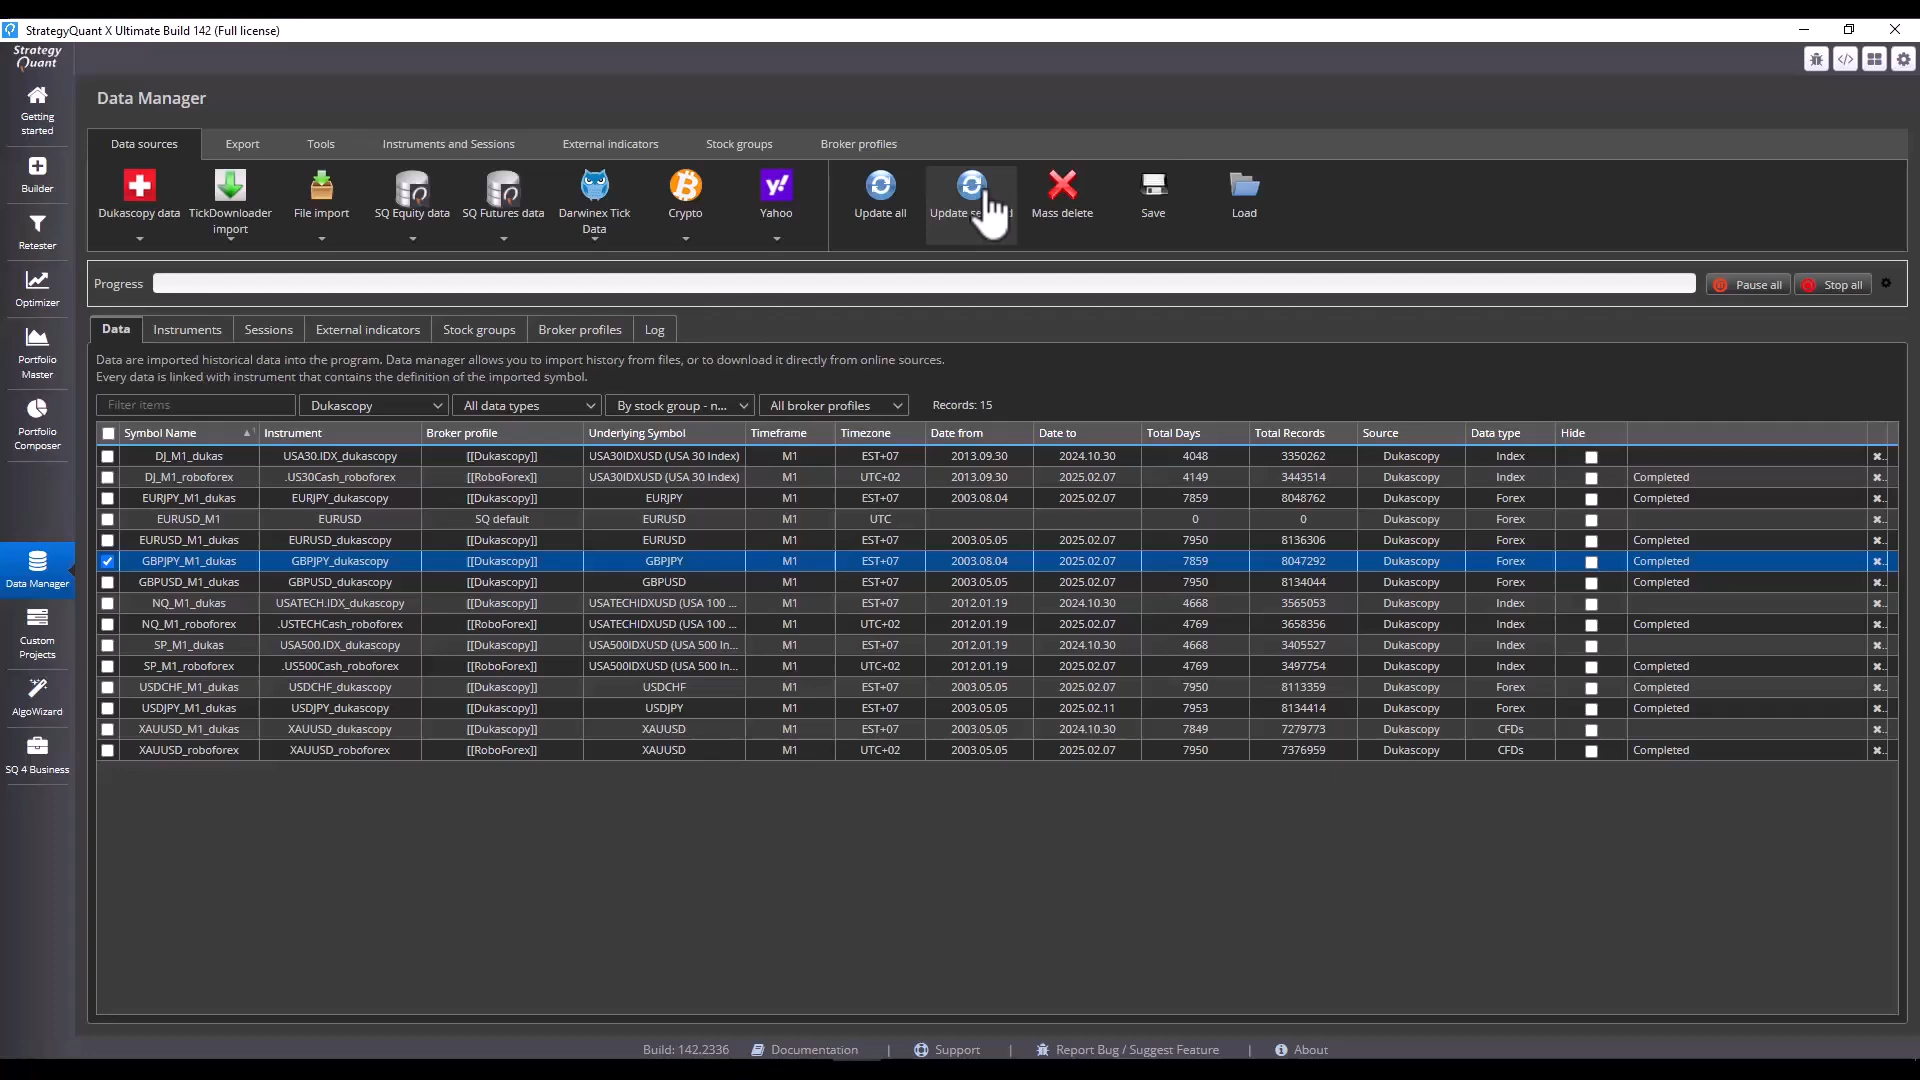 StrategyQuant X Ultimate Build 142 (Full license)
Strategy
Quant
Getting
started
Builder
Retester
Optimizer
Portfolio
Master
Portfolio
Composer
Data Manager
Custom
Projects
AlgoWizard
SQ 4 Business
Data Manager
Data sources Export Tools Instruments and Sessions External indicators Stock groups Broker profiles
Dukascopy data TickDownloader import File import SQ Equity data SQ Futures data Darwinex Tick Data Crypto Yahoo Update all Update Mass delete Save Load
Progress Pause all Stop all
Data Instruments Sessions External indicators Stock groups Broker profiles Log
Data are imported historical data into the program. Data manager allows you to import history from files, or to download it directly from online sources.
Every data is linked with instrument that contains the definition of the imported symbol.
Filter items Dukascopy All data types By stock group - n... All broker profiles Records: 15
Symbol Name Instrument Broker profile Underlying Symbol Timeframe Timezone Date from Date to Total Days Total Records Source Data type Hide
DJ_M1_dukas USA30.IDX_dukascopy [[Dukascopy]] USA30IDXUSD (USA 30 Index) M1 EST+07 2013.09.30 2024.10.30 4048 3350262 Dukascopy Index
DJ_M1_roboforex .US30Cash_roboforex [[RoboForex]] USA30IDXUSD (USA 30 Index) M1 UTC+02 2013.09.30 2025.02.07 4149 3443514 Dukascopy Index Completed
EURJPY_M1_dukas EURJPY_dukascopy [[Dukascopy]] EURJPY M1 EST+07 2003.08.04 2025.02.07 7859 8048762 Dukascopy Forex Completed
EURUSD_M1 EURUSD SQ default EURUSD M1 UTC 0 0 Dukascopy Forex
EURUSD_M1_dukas EURUSD_dukascopy [[Dukascopy]] EURUSD M1 EST+07 2003.05.05 2025.02.07 7950 8136306 Dukascopy Forex Completed
GBPJPY_M1_dukas GBPJPY_dukascopy [[Dukascopy]] GBPJPY M1 EST+07 2003.08.04 2025.02.07 7859 8047292 Dukascopy Forex Completed
GBPUSD_M1_dukas GBPUSD_dukascopy [[Dukascopy]] GBPUSD M1 EST+07 2003.05.05 2025.02.07 7950 8134044 Dukascopy Forex Completed
NQ_M1_dukas USATECH.IDX_dukascopy [[Dukascopy]] USATECHIDXUSD (USA 100 ... M1 EST+07 2012.01.19 2024.10.30 4668 3565053 Dukascopy Index
NQ_M1_roboforex .USTECHCash_roboforex [[RoboForex]] USATECHIDXUSD (USA 100 ... M1 UTC+02 2012.01.19 2025.02.07 4769 3658356 Dukascopy Index Completed
SP_M1_dukas USA500.IDX_dukascopy [[Dukascopy]] USA500IDXUSD (USA 500 In... M1 EST+07 2012.01.19 2024.10.30 4668 3405527 Dukascopy Index
SP_M1_roboforex .US500Cash_roboforex [[RoboForex]] USA500IDXUSD (USA 500 In... M1 UTC+02 2012.01.19 2025.02.07 4769 3497754 Dukascopy Index Completed
USDCHF_M1_dukas USDCHF_dukascopy [[Dukascopy]] USDCHF M1 EST+07 2003.05.05 2025.02.07 7950 8113359 Dukascopy Forex Completed
USDJPY_M1_dukas USDJPY_dukascopy [[Dukascopy]] USDJPY M1 EST+07 2003.05.05 2025.02.11 7953 8134414 Dukascopy Forex Completed
XAUUSD_M1_dukas XAUUSD_dukascopy [[Dukascopy]] XAUUSD M1 EST+07 2003.05.05 2024.10.30 7849 7279773 Dukascopy CFDs
XAUUSD_roboforex XAUUSD_roboforex [[RoboForex]] XAUUSD M1 UTC+02 2003.05.05 2025.02.07 7950 7376959 Dukascopy CFDs Completed
Build: 142.2336 Documentation | Support | Report Bug / Suggest Feature | About